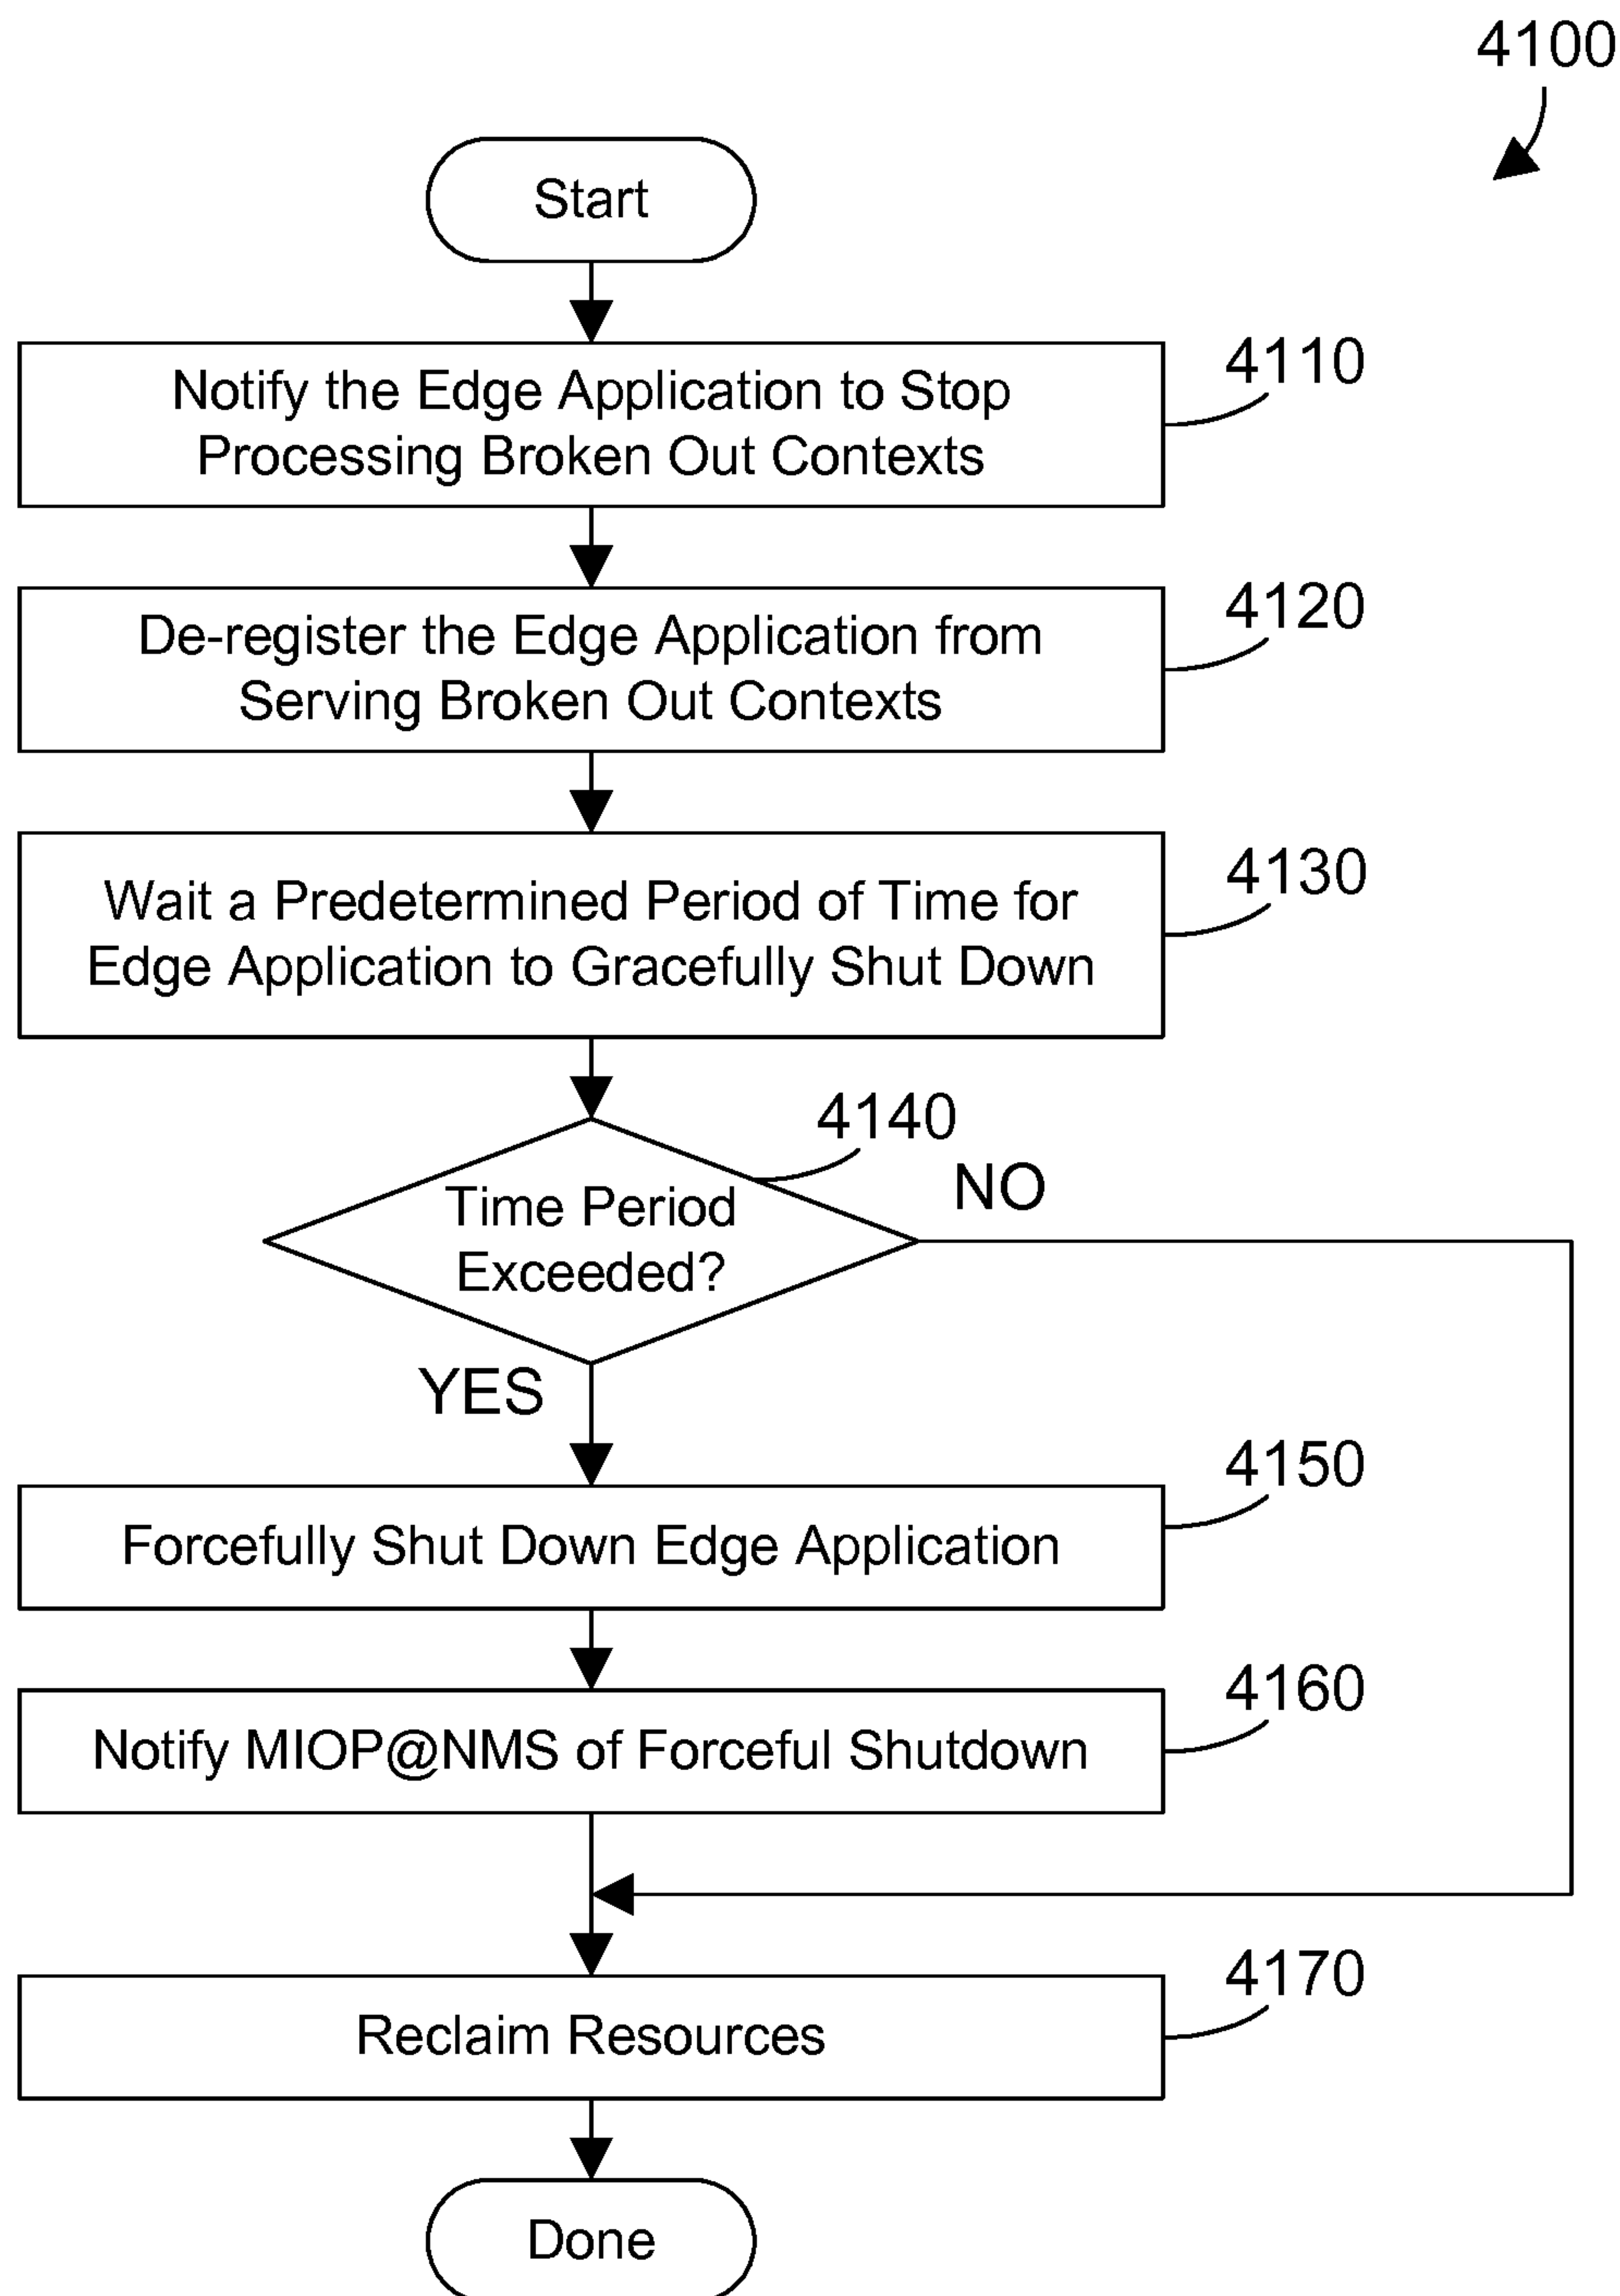 4100
Start
4110
Notify the Edge Application to Stop
Processing Broken Out Contexts
4120
De-register the Edge Application from
Serving Broken Out Contexts
4130
Wait a Predetermined Period of Time for
Edge Application to Gracefully Shut Down
4140
NO
Time Period
Exceeded?
YES
4150
Forcefully Shut Down Edge Application
4160
Notify MIOP@NMS of Forceful Shutdown
4170
Reclaim Resources
Done